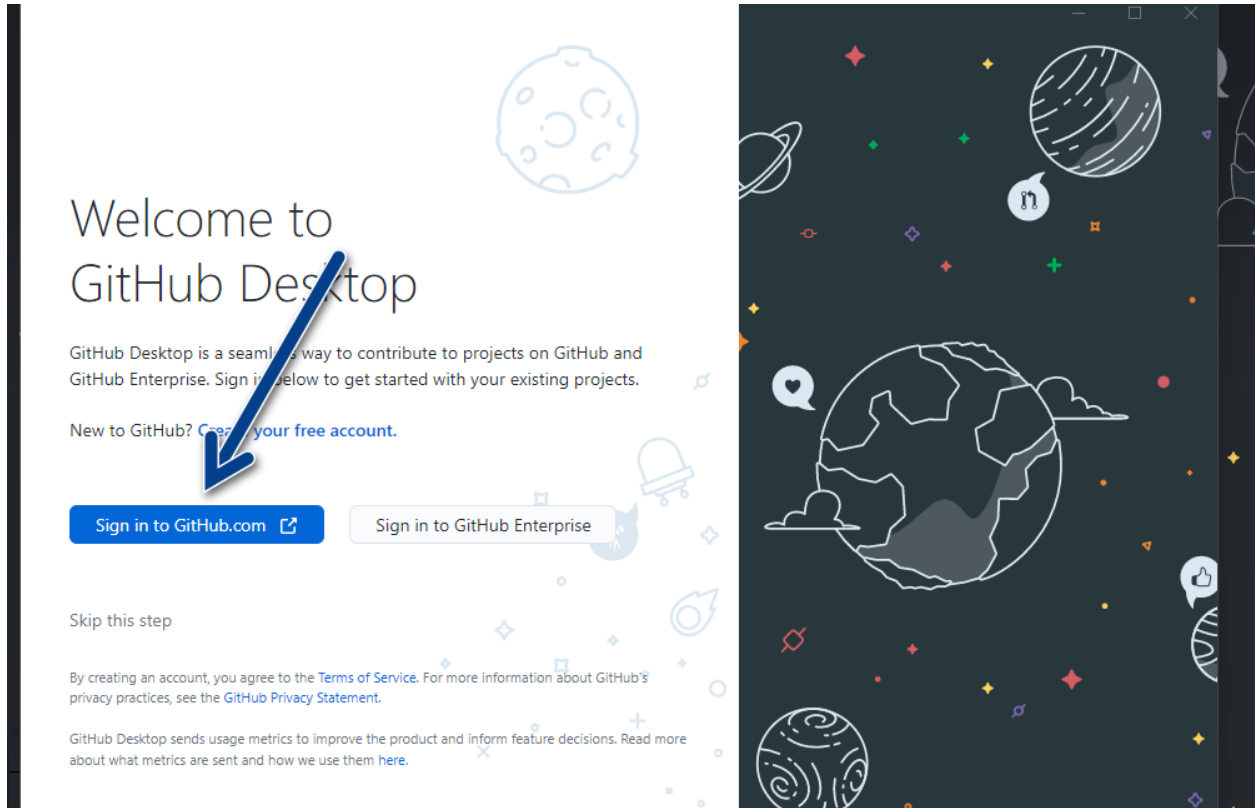 Welcome to
GitHub Desktop
GitHub Desktop is a seamless way to contribute to projects on GitHub and
GitHub Enterprise. Sign in below to get started with your existing projects.
New to GitHub? Create your free account.
Sign in to GitHub.com
Sign in to GitHub Enterprise
Skip this step
By creating an account, you agree to the Terms of Service. For more information about GitHub's
privacy practices, see the GitHub Privacy Statement.
GitHub Desktop sends usage metrics to improve the product and inform feature decisions. Read more
about what metrics are sent and how we use them here.